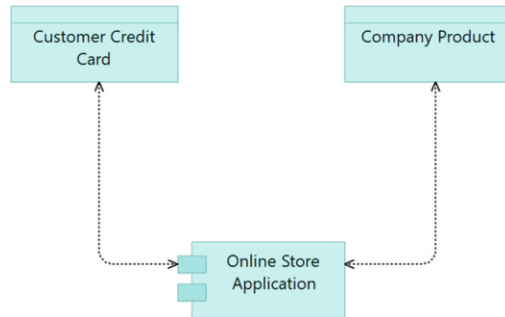 Customer Credit
Card
Company Product
Online Store
Application